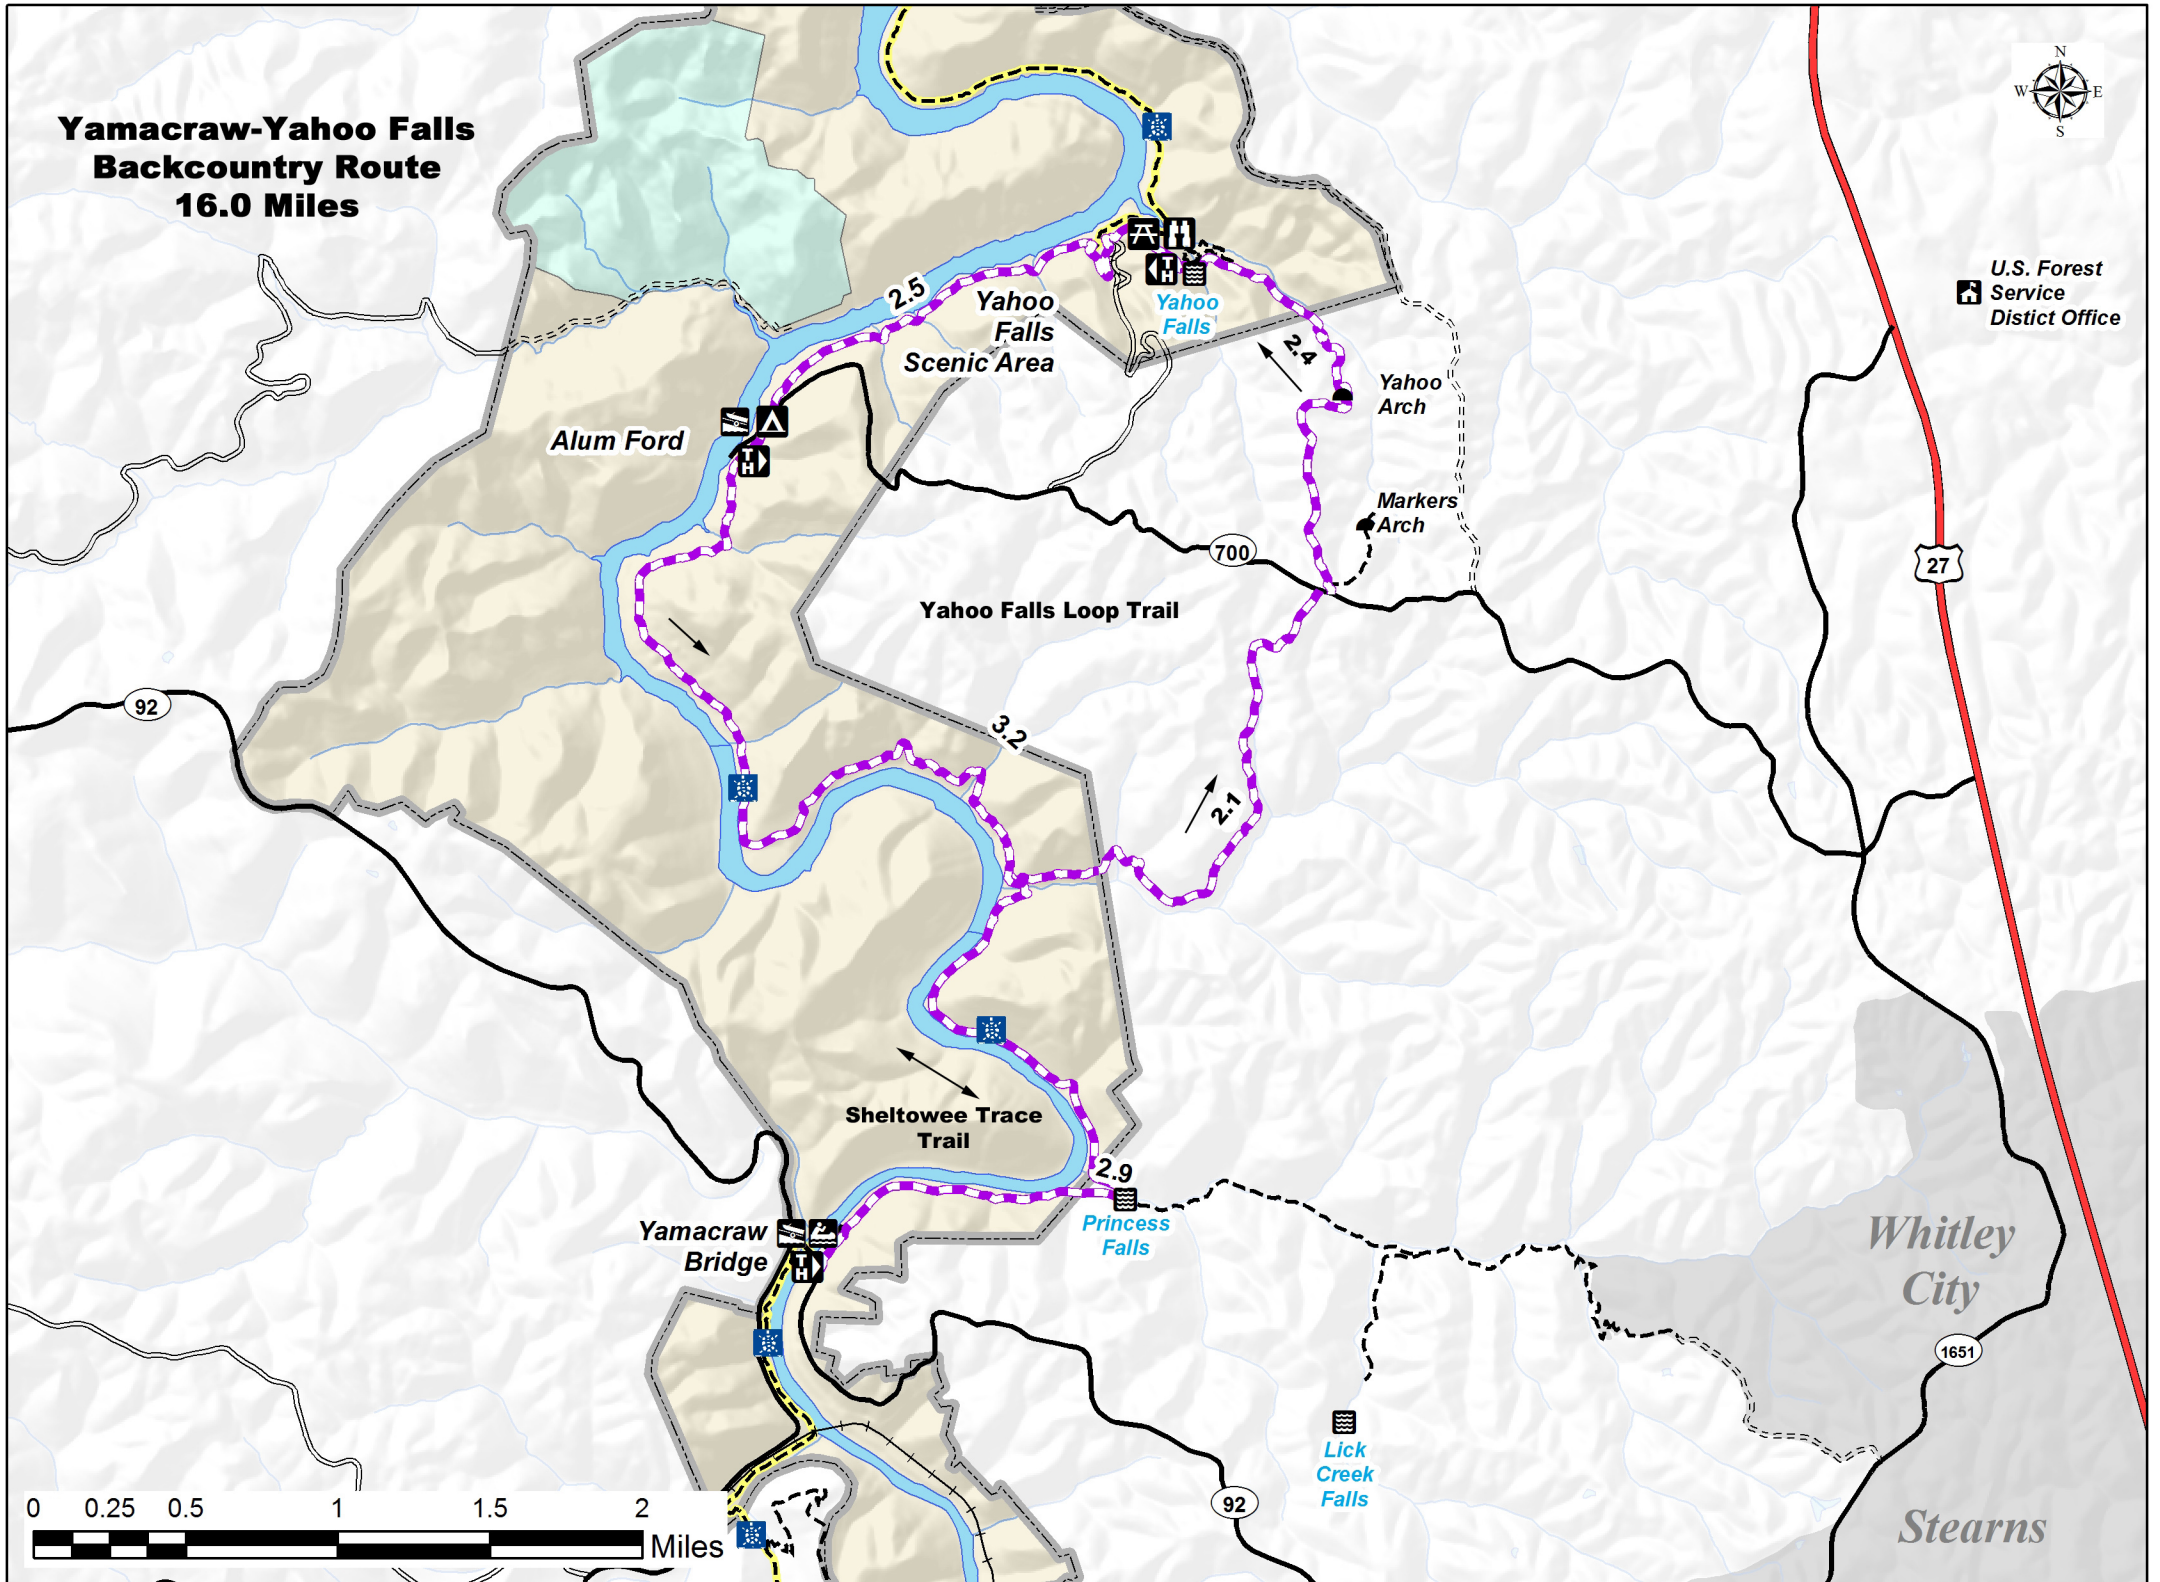 Yamacraw-Yahoo Falls
Backcountry Route
16.0 Miles
N
W
E
S
U.S. Forest
Service
Distict Office
2.5
Yahoo
Falls
Scenic Area
T
H
Yahoo
Falls
2.4
Yahoo
Arch
Alum Ford
T
H
Markers
Arch
700
27
Yahoo Falls Loop Trail
92
3.2
2.1
Sheltowee Trace
Trail
2.9
Princess
Falls
Yamacraw
Bridge
T
H
Whitley
City
1651
Lick
Creek
Falls
92
Stearns
0 0.25 0.5 1 1.5 2
Miles